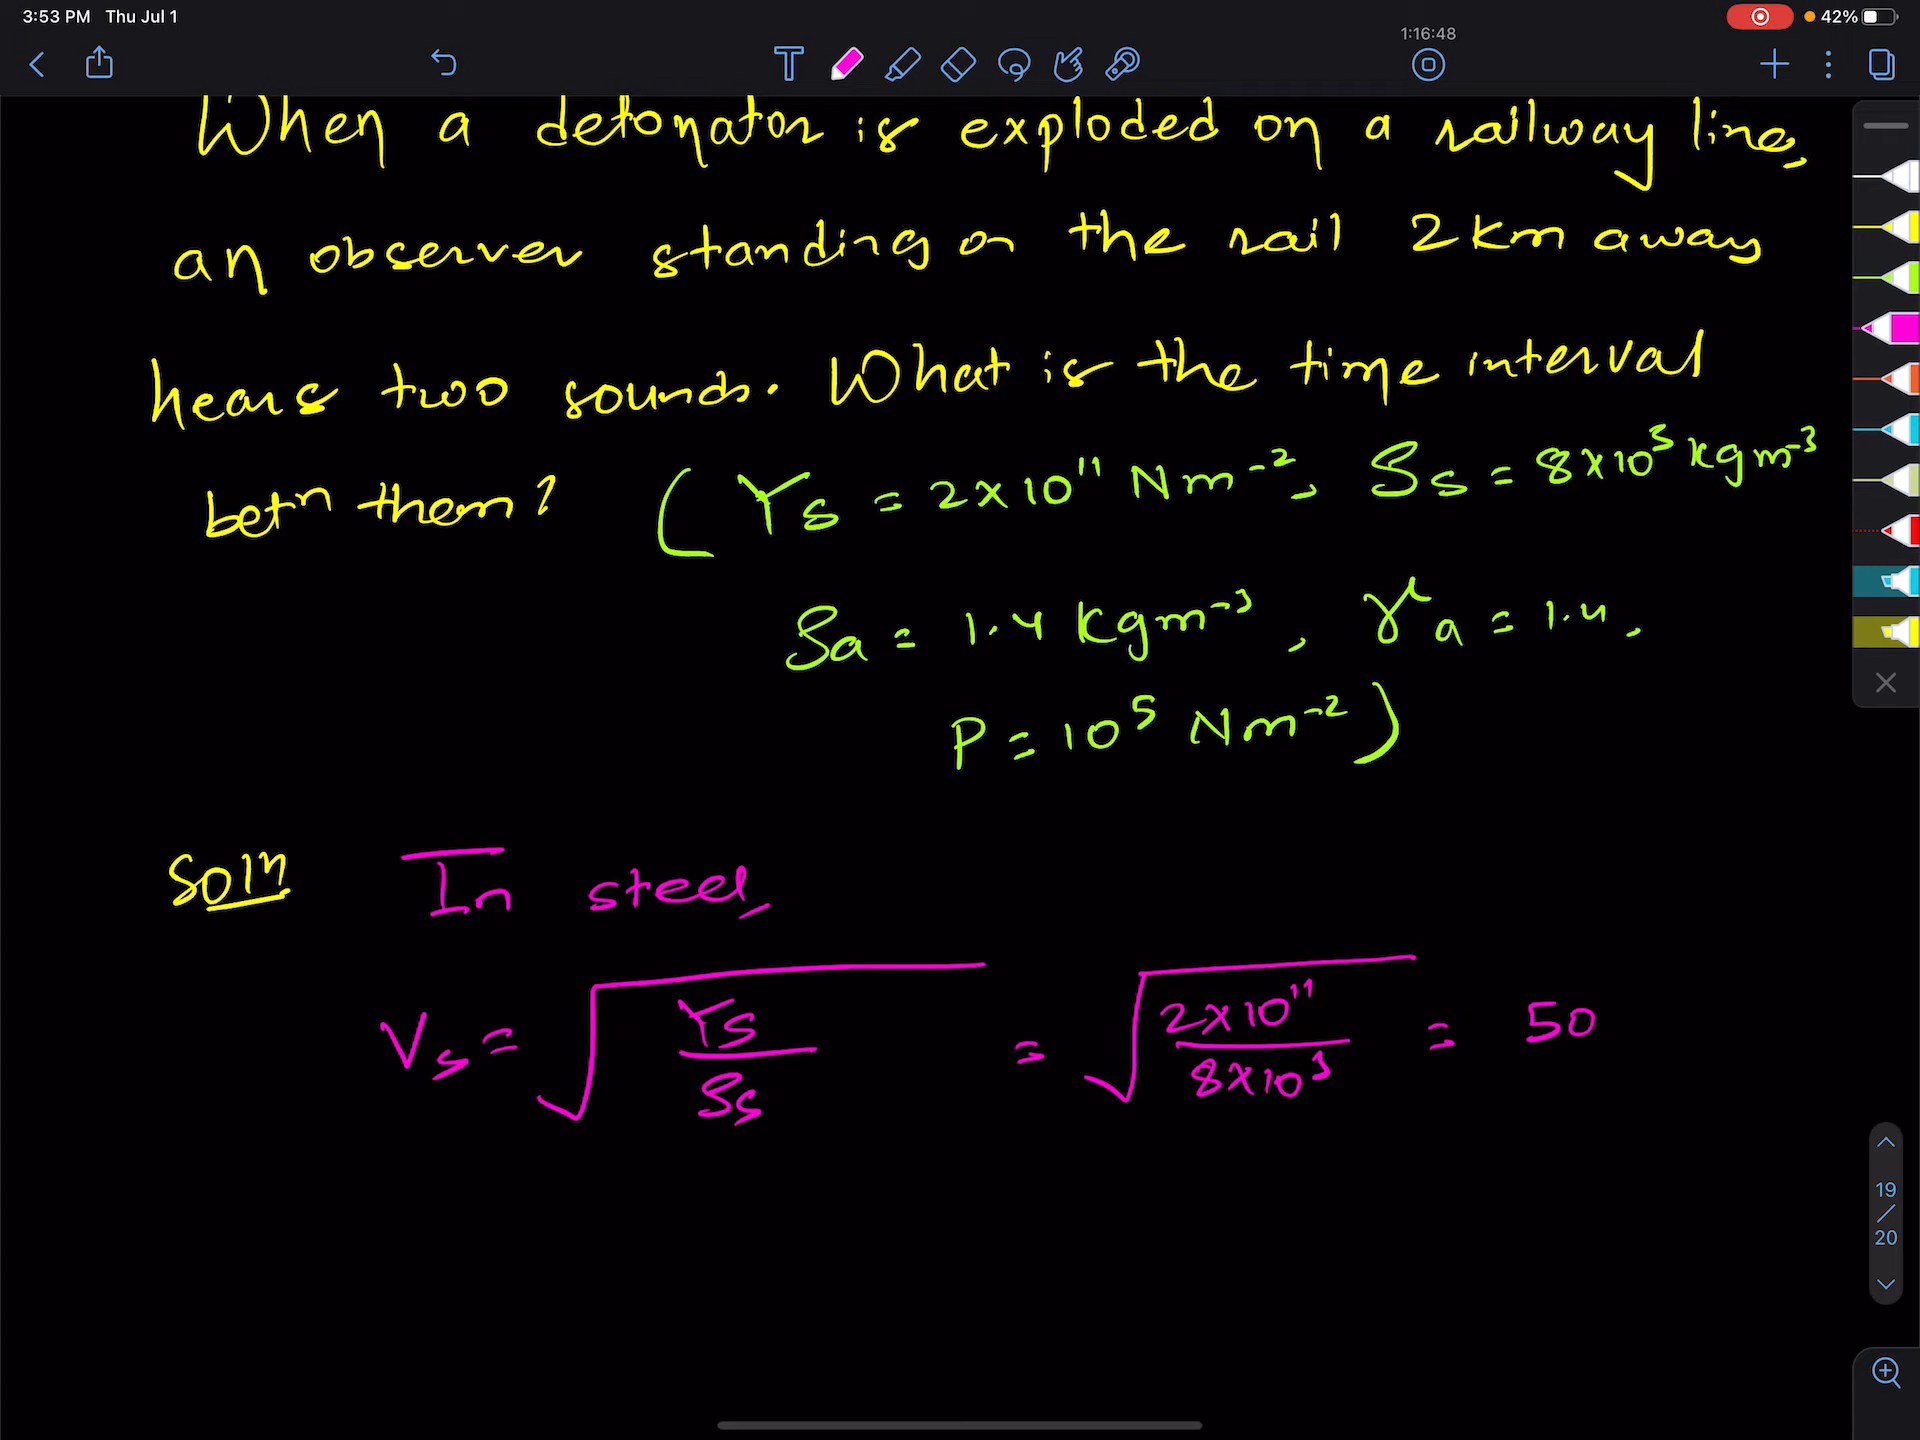 3:53 PM Thu Jul 1
42%
1:16:48
When a detonator is exploded on a railway line,
an observer standing on the rail 2 km away
hears two sounds. What is the time interval
betn them? (Ys = 2×10¹¹ Nm⁻², ρs = 8×10³ kgm⁻³
ρa = 1.4 kgm⁻³, γa = 1.4,
P = 10⁵ Nm⁻²)
Soln In steel,
Vs = √(Ys/ρs) = √(2×10¹¹/8×10³) = 50
19
/
20